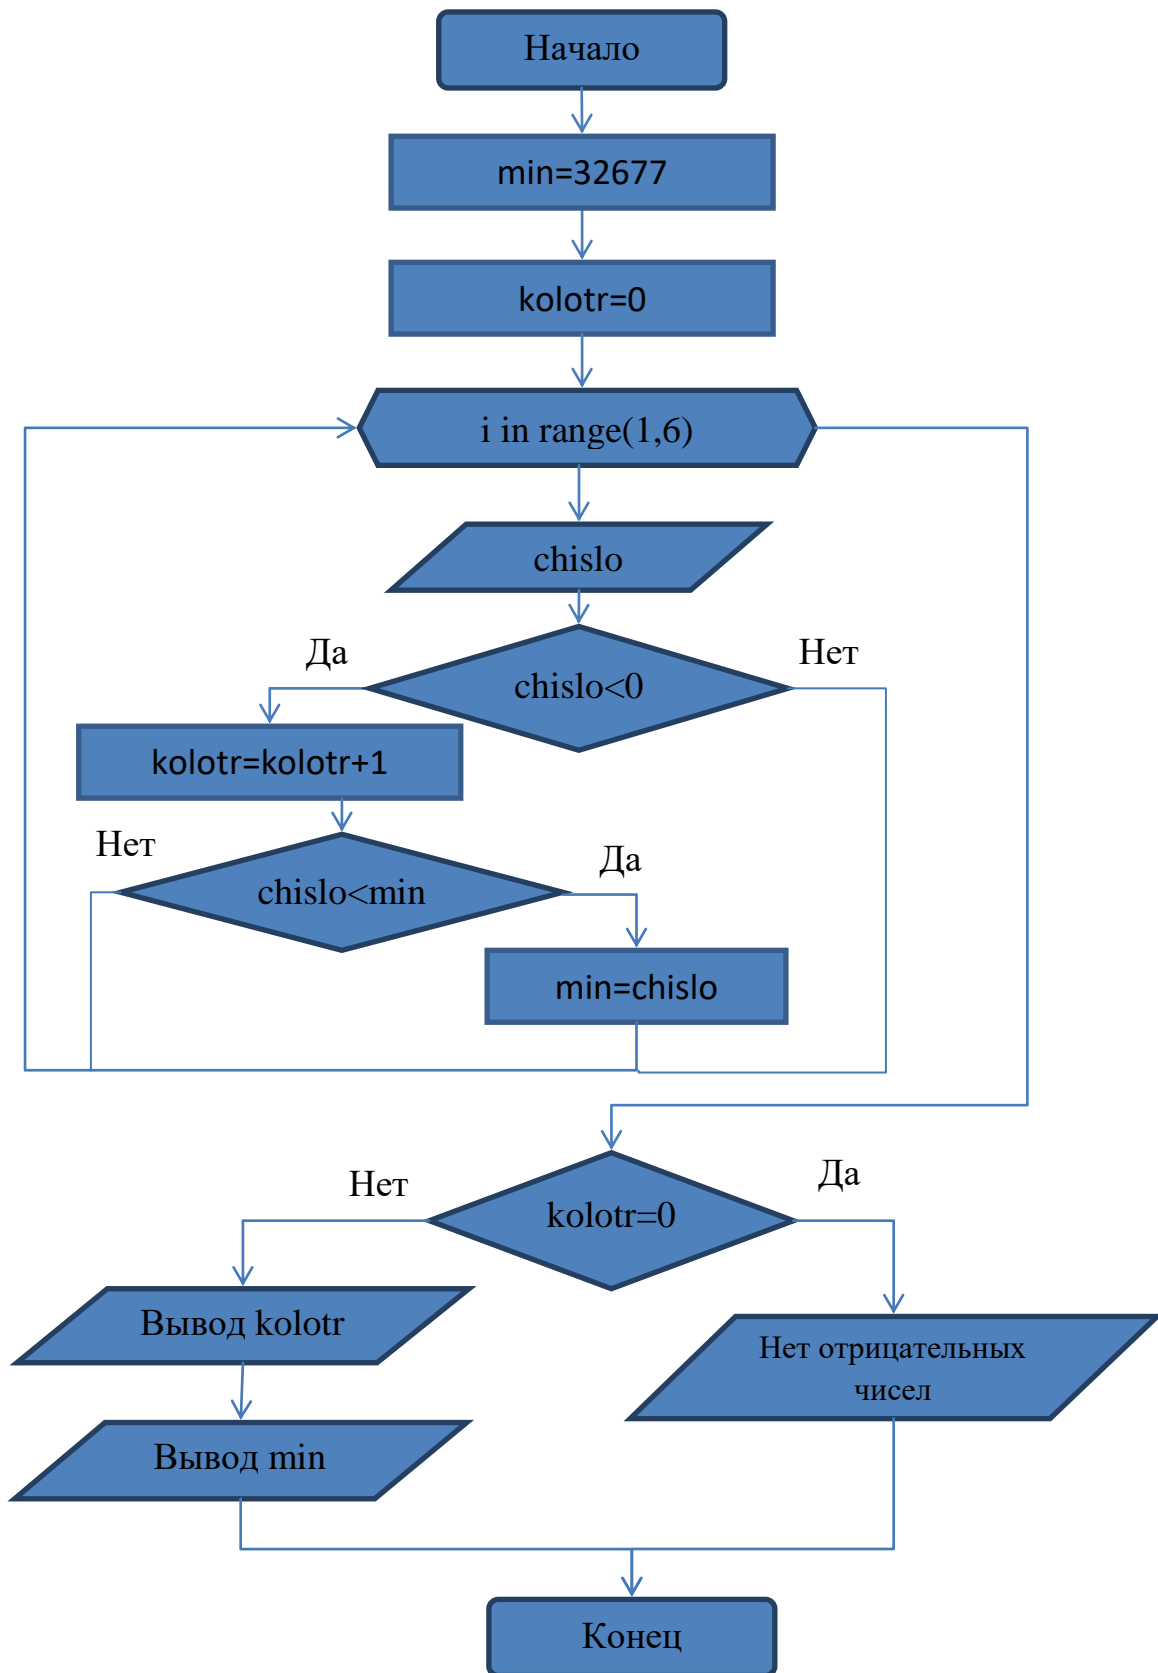 Начало
min=32677
kolotr=0
i in range(1,6)
chislo
Да
Нет
chislo<0
kolotr=kolotr+1
Нет
Да
chislo<min
min=chislo
Нет
Да
kolotr=0
Вывод kolotr
Нет отрицательных
чисел
Вывод min
Конец